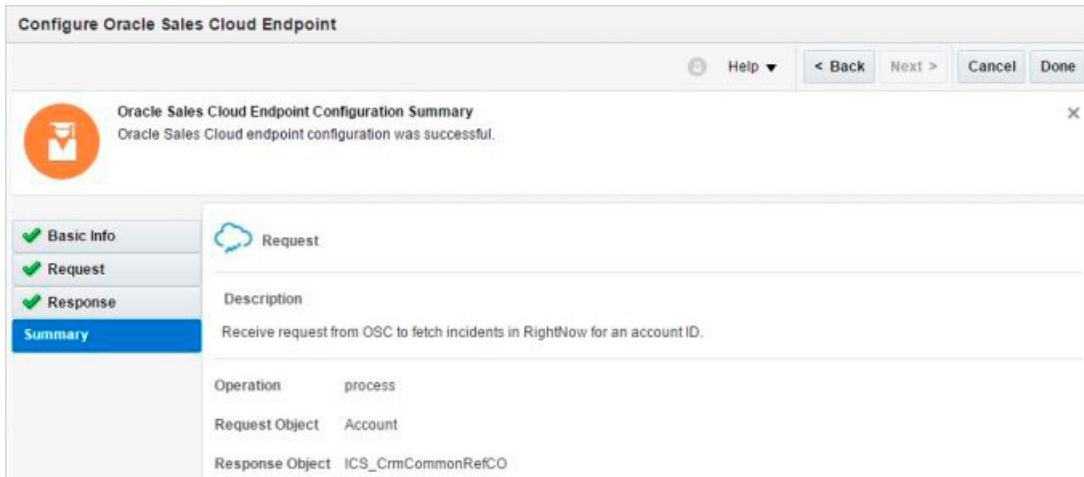 Configure Oracle Sales Cloud Endpoint
Help
< Back
Next >
Cancel
Done
Oracle Sales Cloud Endpoint Configuration Summary
Oracle Sales Cloud endpoint configuration was successful.
Basic Info
Request
Response
Summary
Request
Description
Receive request from OSC to fetch incidents in RightNow for an account ID.
Operation process
Request Object Account
Response Object ICS_CrmCommonRefCO